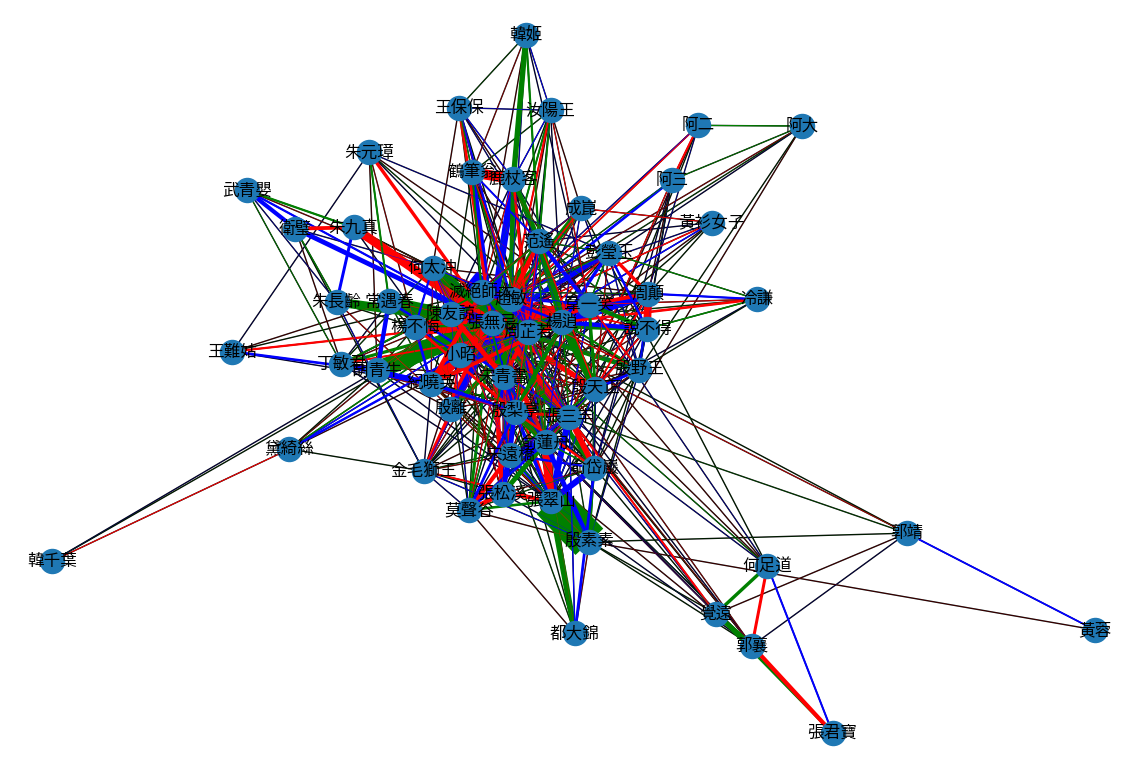 韓姬
王保保
汝陽王
阿二
阿大
朱元璋
鶴筆翁
鹿杖客
阿三
武青嬰
成崑
黃衫女子
衛璧
朱九真
范遙
何太沖
滅絕師太
趙敏
周顛
冷謙
朱長齡
常遇春
陳友諒
張無忌
楊逍
楊不悔
周芷若
說不得
王難姑
小昭
丁敏君
胡青牛
殷野王
宋青書
殷天正
紀曉芙
殷離
殷梨亭
張三丰
黛綺絲
俞蓮舟
宋遠橋
金毛獅王
俞岱巖
張松溪
莫聲谷
張翠山
殷素素
郭靖
韓千葉
何足道
覺遠
都大錦
黃蓉
郭襄
張君寶